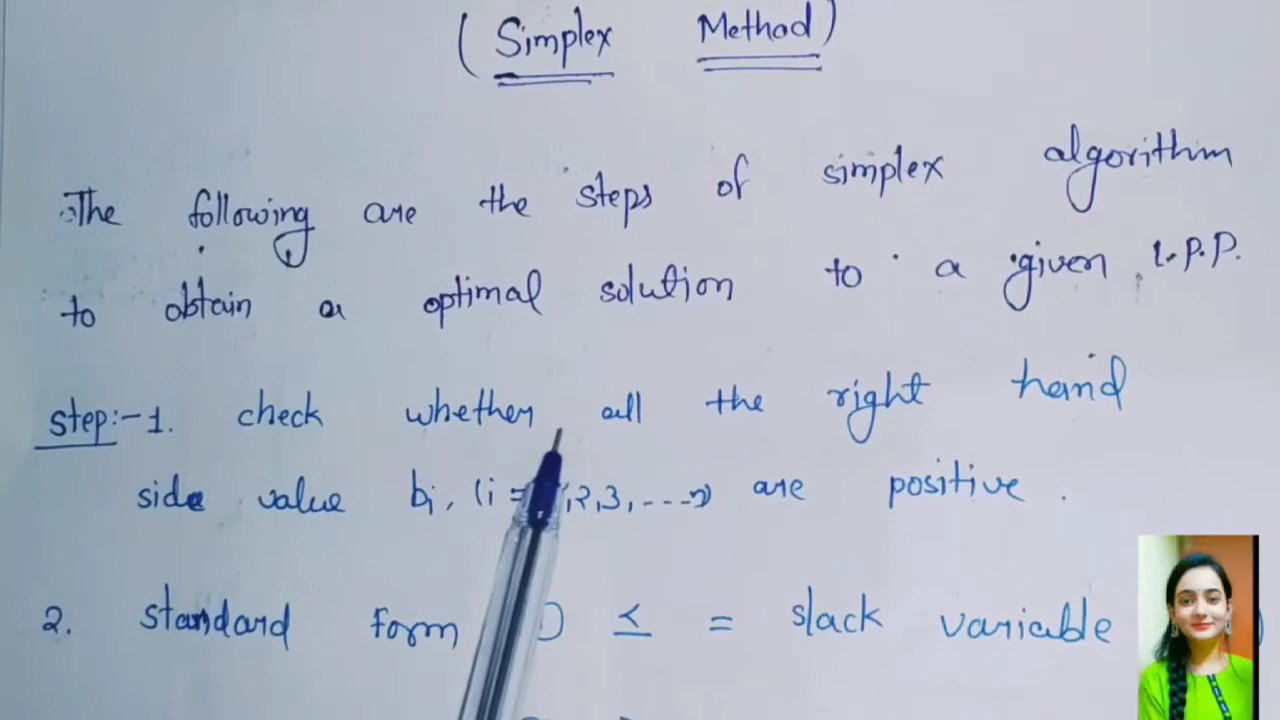 ( Simplex Method )
The following are the steps of simplex algorithm
to obtain a optimal solution to a given L.P.P.
Step:-1. check whether all the right hand
side value bi, (i = 1,2,3,---n) are positive.
2. standard form ≤ = slack variable